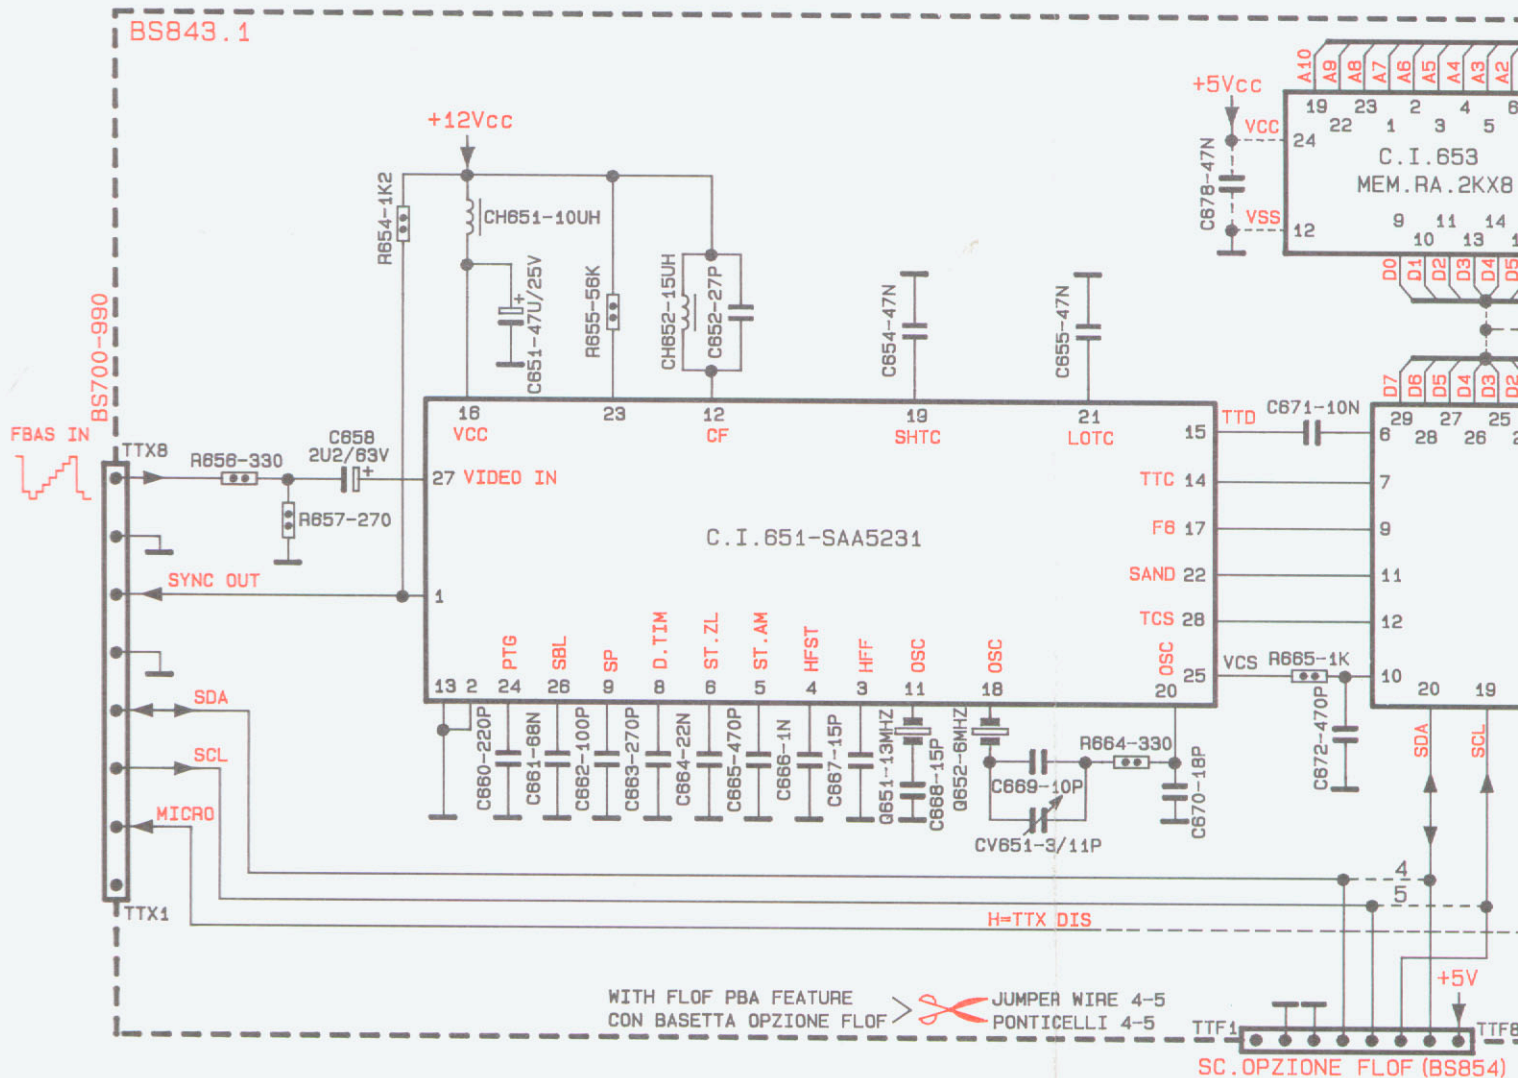 BS843.1
+12Vcc
R654-1K2
CH651-10UH
C651-47U/25V
+
R655-56K
CH652-15UH
C652-27P
C654-47N
C655-47N
+5Vcc
VCC
VSS
C678-47N
A10
A9
A8
A7
A6
A5
A4
A3
A2
19 23 2 4 6
22 1 3 5
24
C.I.653
MEM.RA.2KX8
12
9 11 14
10 13
D0
D1
D2
D3
D4
D5
D7
D6
D5
D4
D3
D2
29 27 25
28 26
BS700-990
FBAS IN
TTX8
R656-330
R657-270
C658
2U2/63V
+
16
VCC
23
12
CF
19
SHTC
21
LOTC
27 VIDEO IN
C.I.651-SAA5231
15 TTD
C671-10N
6
TTC 14
7
F6 17
9
SAND 22
11
TCS 28
12
OSC
25
VCS
R665-1K
10
20
SYNC OUT
1
13 2
PTG
24
SBL
26
SP
9
D.TIM
8
ST.ZL
6
ST.AM
5
HFST
4
HFF
3
OSC
11
OSC
18
20
19
SDA
SCL
C660-220P
C661-68N
C662-100P
C663-270P
C664-22N
C665-470P
C666-1N
C667-15P
Q651-13MHZ
C668-15P
Q652-6MHZ
C669-10P
CV651-3/11P
R664-330
C670-18P
C672-470P
SDA
SCL
MICRO
TTX1
4
5
H=TTX DIS
WITH FLOF PBA FEATURE
CON BASETTA OPZIONE FLOF
JUMPER WIRE 4-5
PONTICELLI 4-5
+5V
TTF1
TTF8
SC.OPZIONE FLOF (BS854)